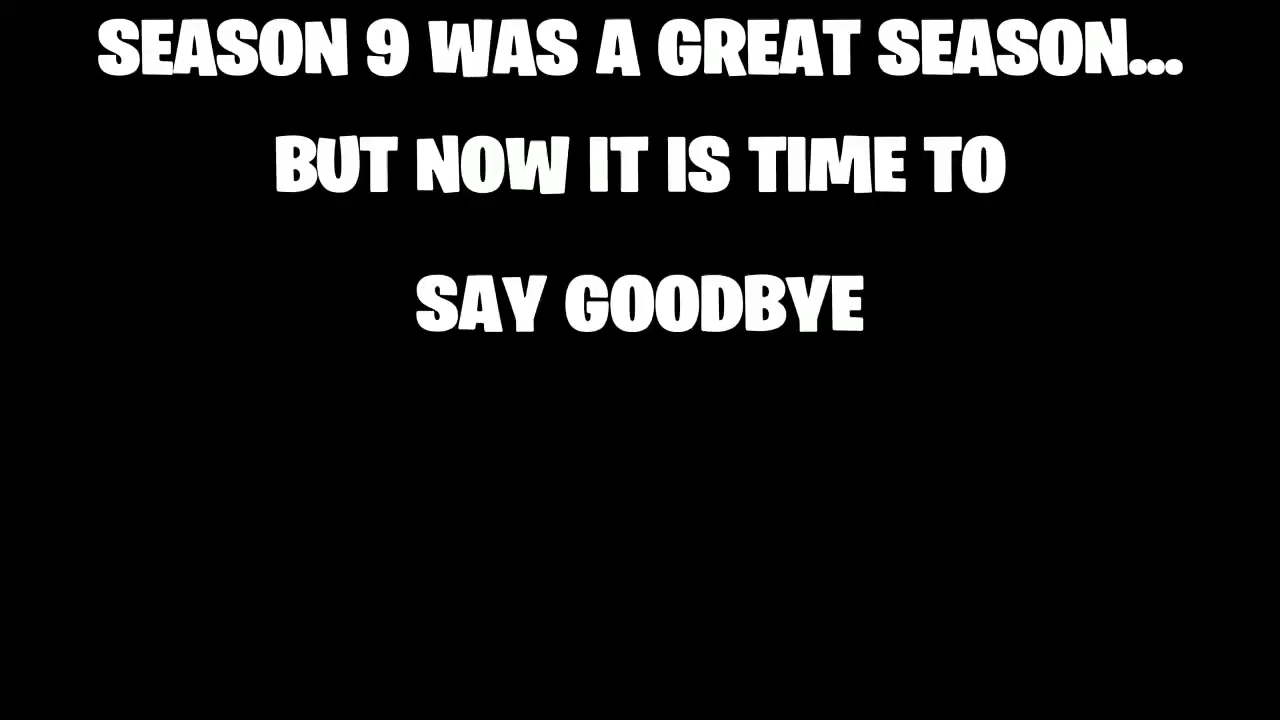 SEASON 9 WAS A GREAT SEASON...
BUT NOW IT IS TIME TO
SAY GOODBYE